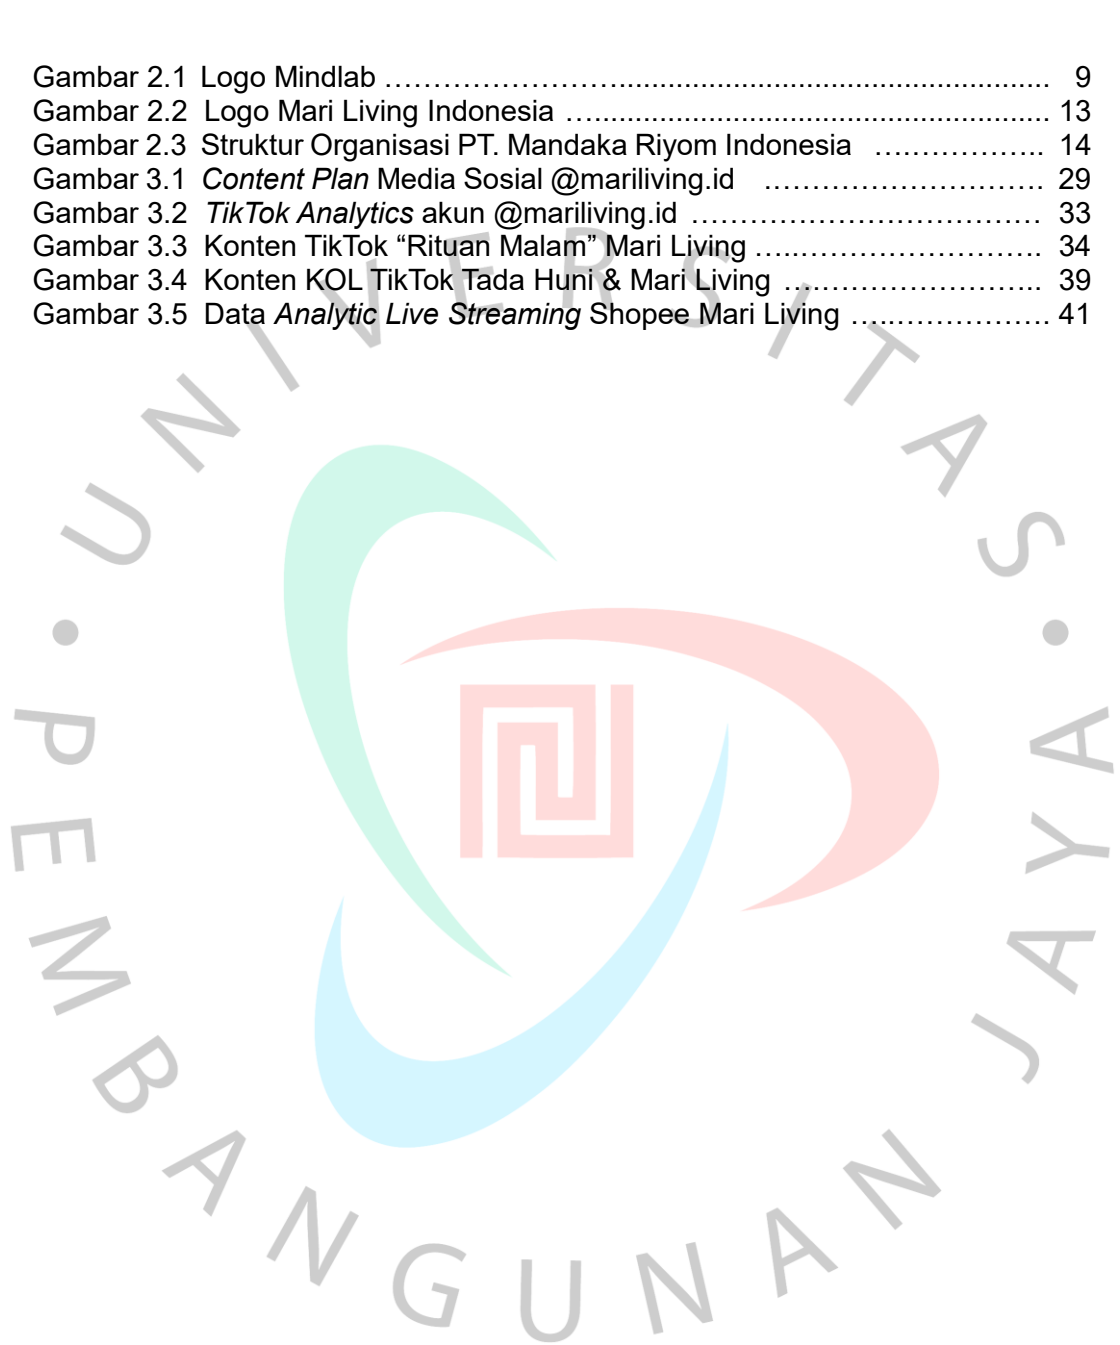 Gambar 2.1 Logo Mindlab …………………….................................................... 9
Gambar 2.2 Logo Mari Living Indonesia …....................................................... 13
Gambar 2.3 Struktur Organisasi PT. Mandaka Riyom Indonesia ….………….. 14
Gambar 3.1 Content Plan Media Sosial @mariliving.id ….……………………. 29
Gambar 3.2 TikTok Analytics akun @mariliving.id ……………………………… 33
Gambar 3.3 Konten TikTok “Rituan Malam” Mari Living …..……………………. 34
Gambar 3.4 Konten KOL TikTok Tada Huni & Mari Living ….………………….. 39
Gambar 3.5 Data Analytic Live Streaming Shopee Mari Living ….……………… 41
UNIVERSITAS • PEMBANGUNAN JAYA •